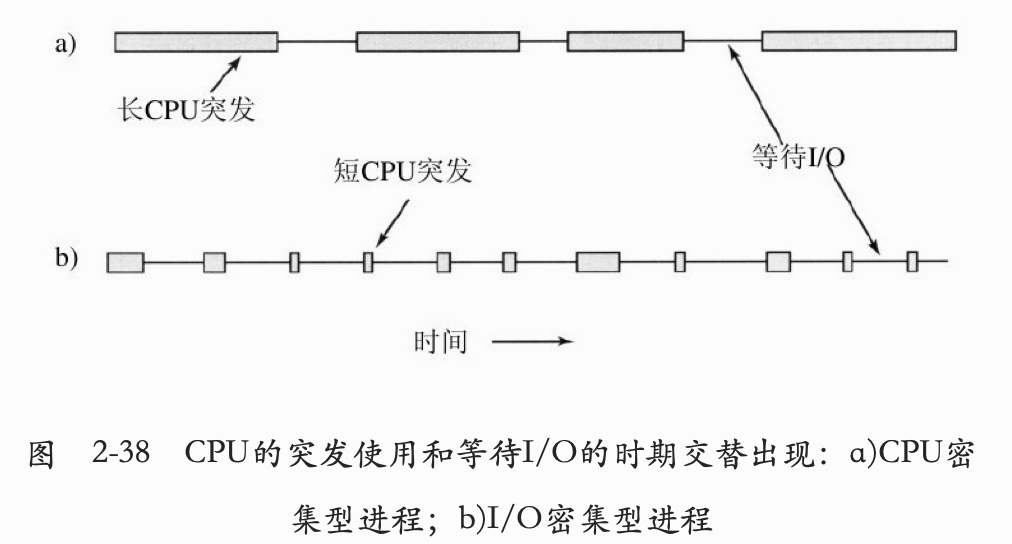 a)
长CPU突发
等待I/O
短CPU突发
b)
时间
图 2-38 CPU的突发使用和等待I/O的时期交替出现：a)CPU密
集型进程；b)I/O密集型进程